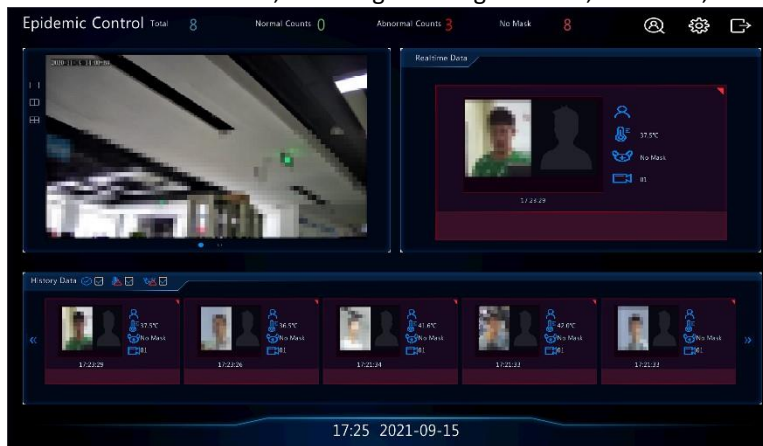 Epidemic Control Total 8 Normal Counts 0 Abnormal Counts 3 No Mask 8
Realtime Data
37.5℃
No Mask
01
17:23:29
History Data
37.5℃ 36.5℃ 41.6℃ 42.0℃
No Mask No Mask No Mask No Mask No Mask
01 01 01 01 01
17:23:29 17:23:26 17:21:34 17:21:33 17:21:33
17:25 2021-09-15